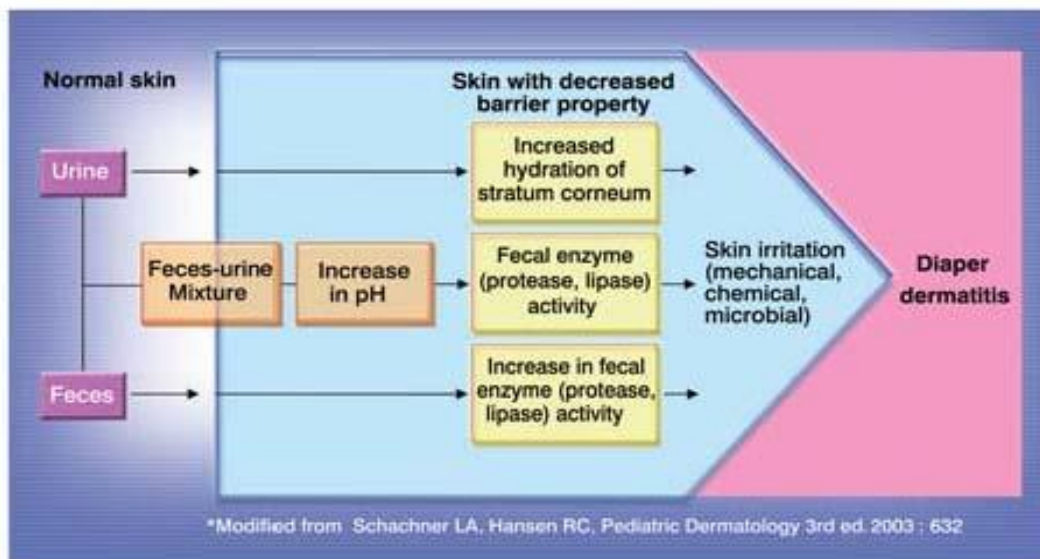 Normal skin
Skin with decreased
barrier property
Urine
Increased
hydration of
stratum corneum
Feces-urine
Mixture
Increase
in pH
Fecal enzyme
(protease, lipase)
activity
Skin irritation
(mechanical,
chemical,
microbial)
Diaper
dermatitis
Feces
Increase in fecal
enzyme (protease,
lipase) activity
*Modified from Schachner LA, Hansen RC, Pediatric Dermatology 3rd ed. 2003 : 632